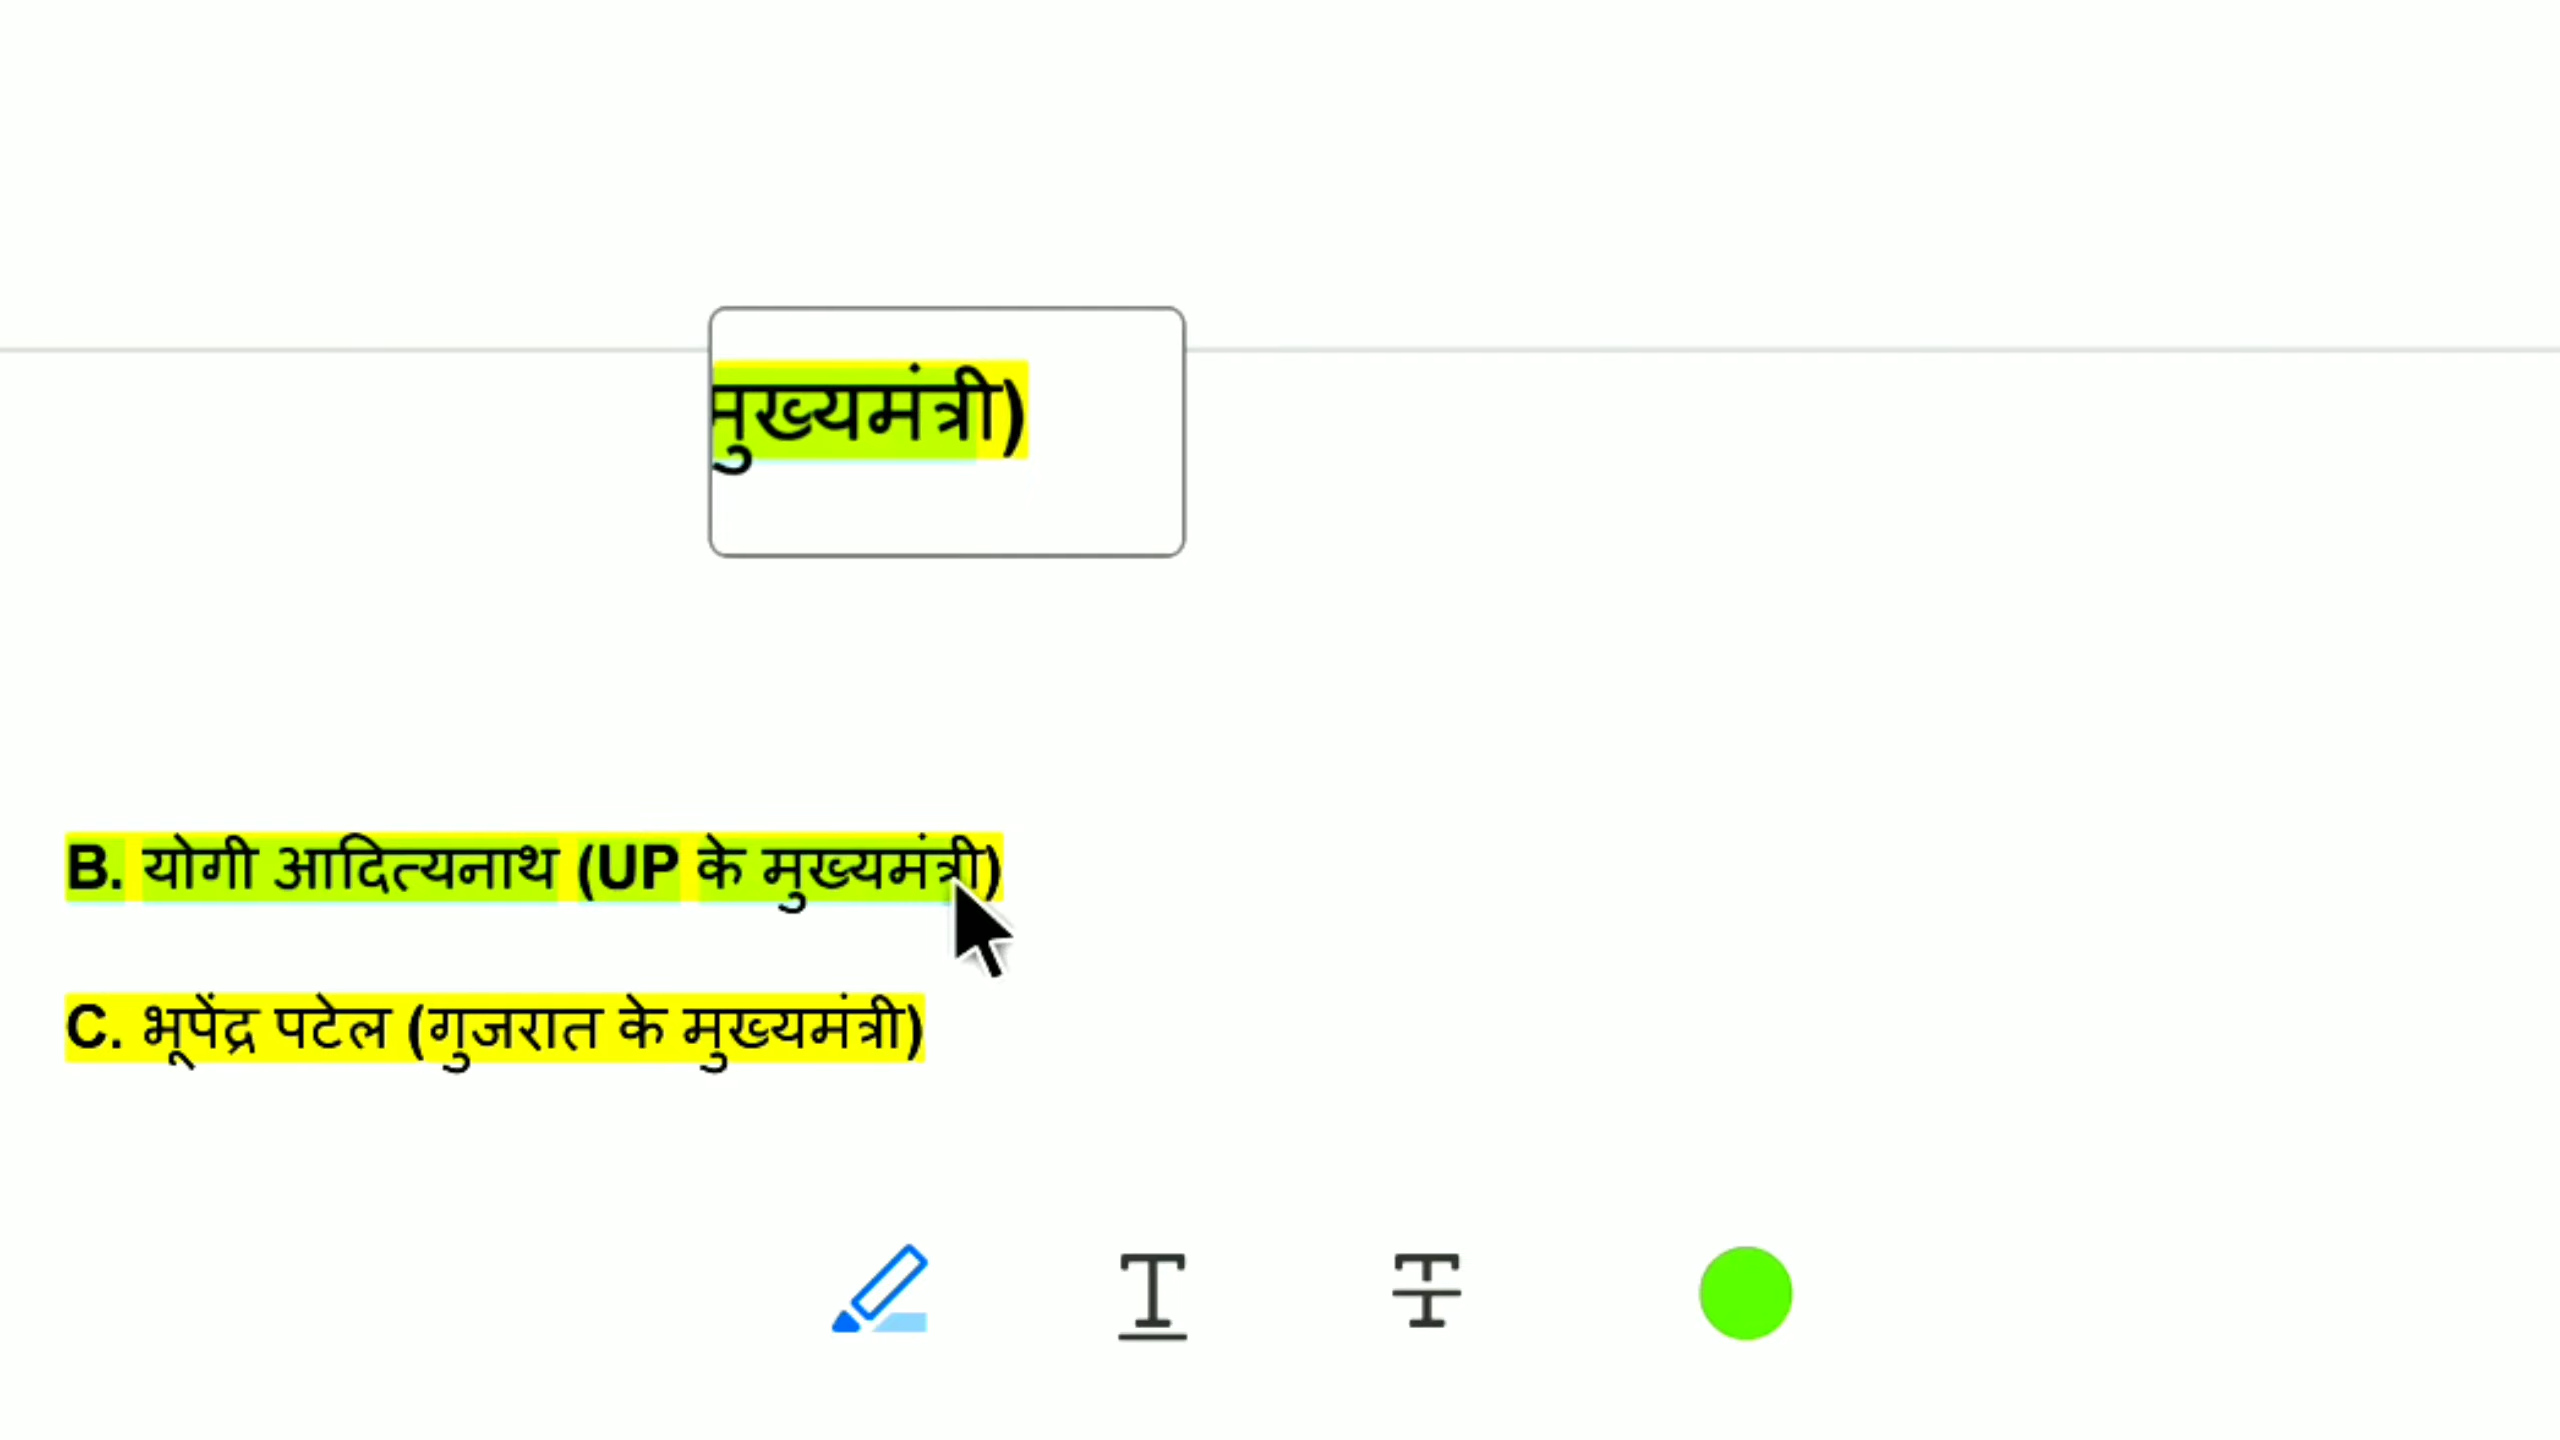 मुख्यमंत्री)
B. योगी आदित्यनाथ (UP के मुख्यमंत्री)
C. भूपेंद्र पटेल (गुजरात के मुख्यमंत्री)